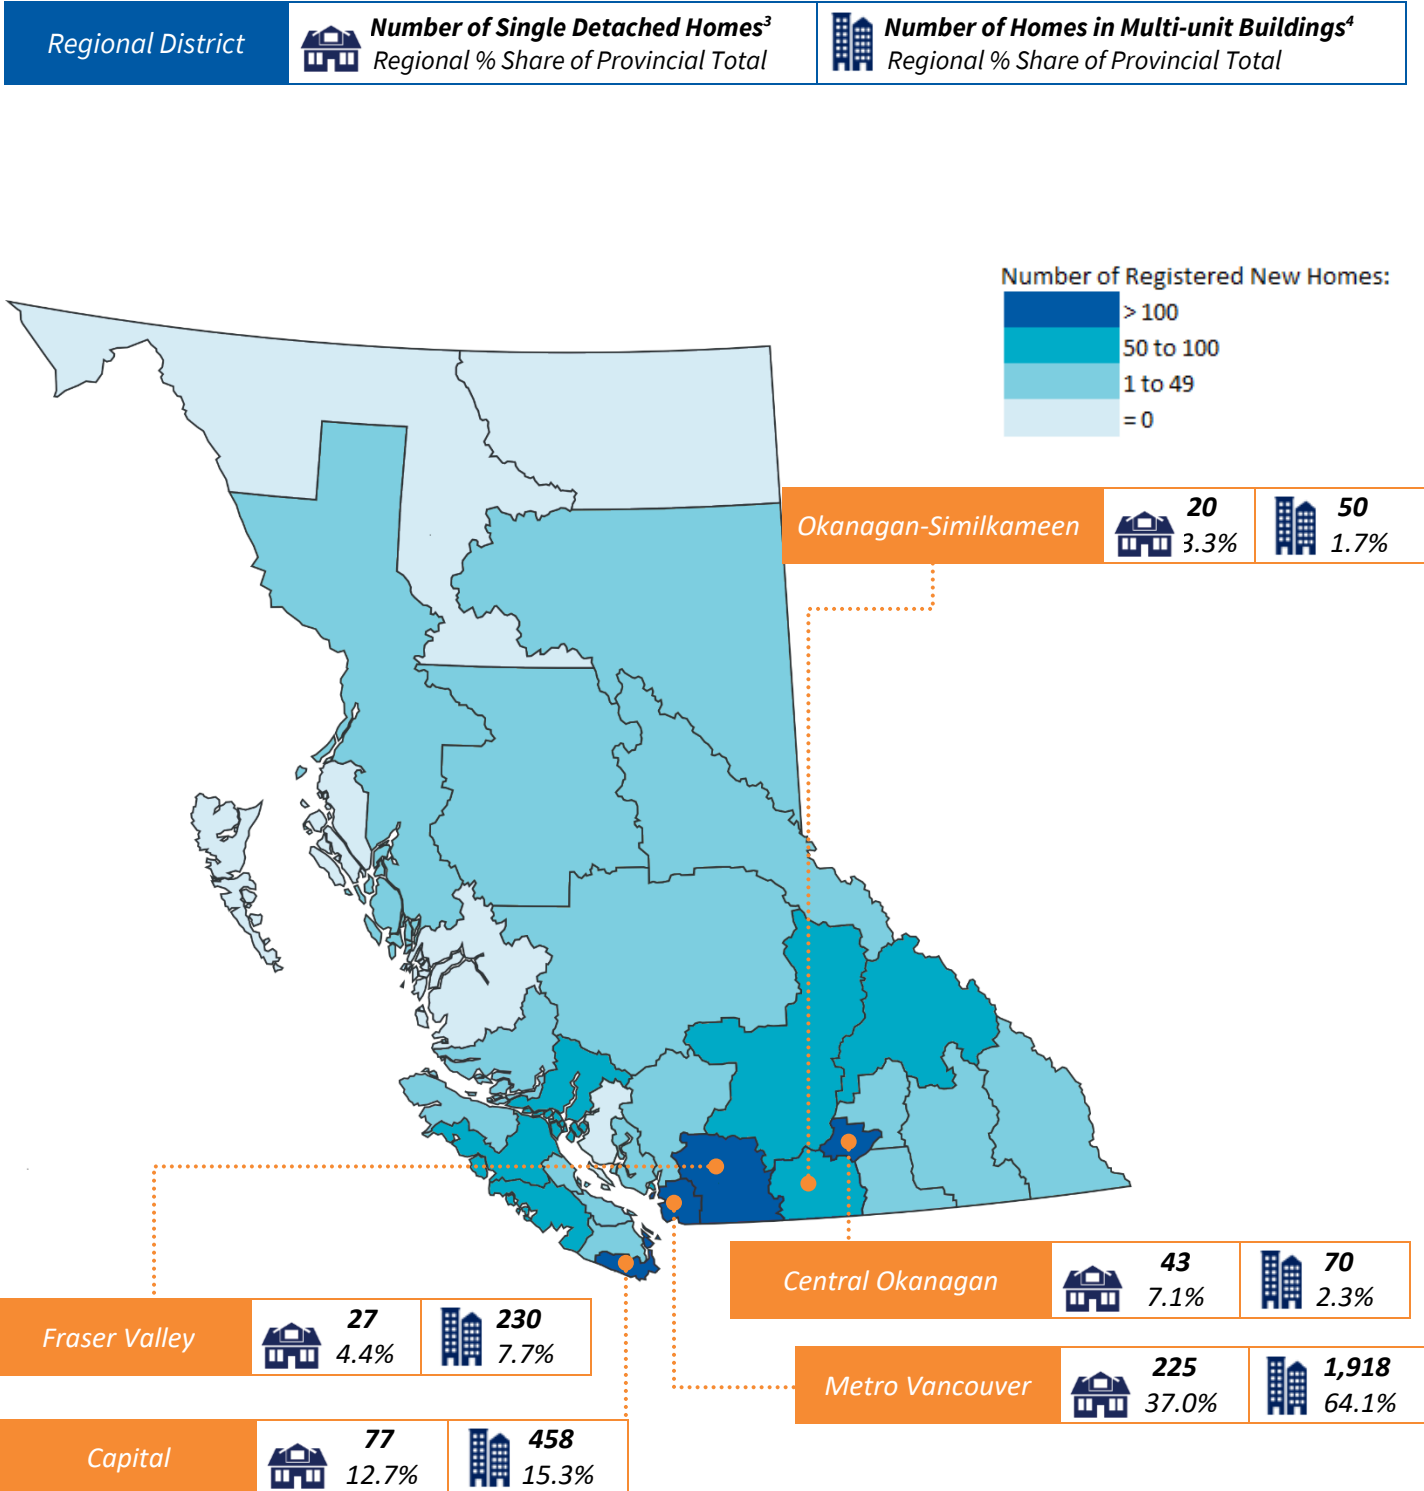 Regional District
Number of Single Detached Homes³
Regional % Share of Provincial Total
Number of Homes in Multi-unit Buildings⁴
Regional % Share of Provincial Total
Number of Registered New Homes:
> 100
50 to 100
1 to 49
= 0
Okanagan-Similkameen
20
3.3%
50
1.7%
Central Okanagan
43
7.1%
70
2.3%
Fraser Valley
27
4.4%
230
7.7%
Metro Vancouver
225
37.0%
1,918
64.1%
Capital
77
12.7%
458
15.3%